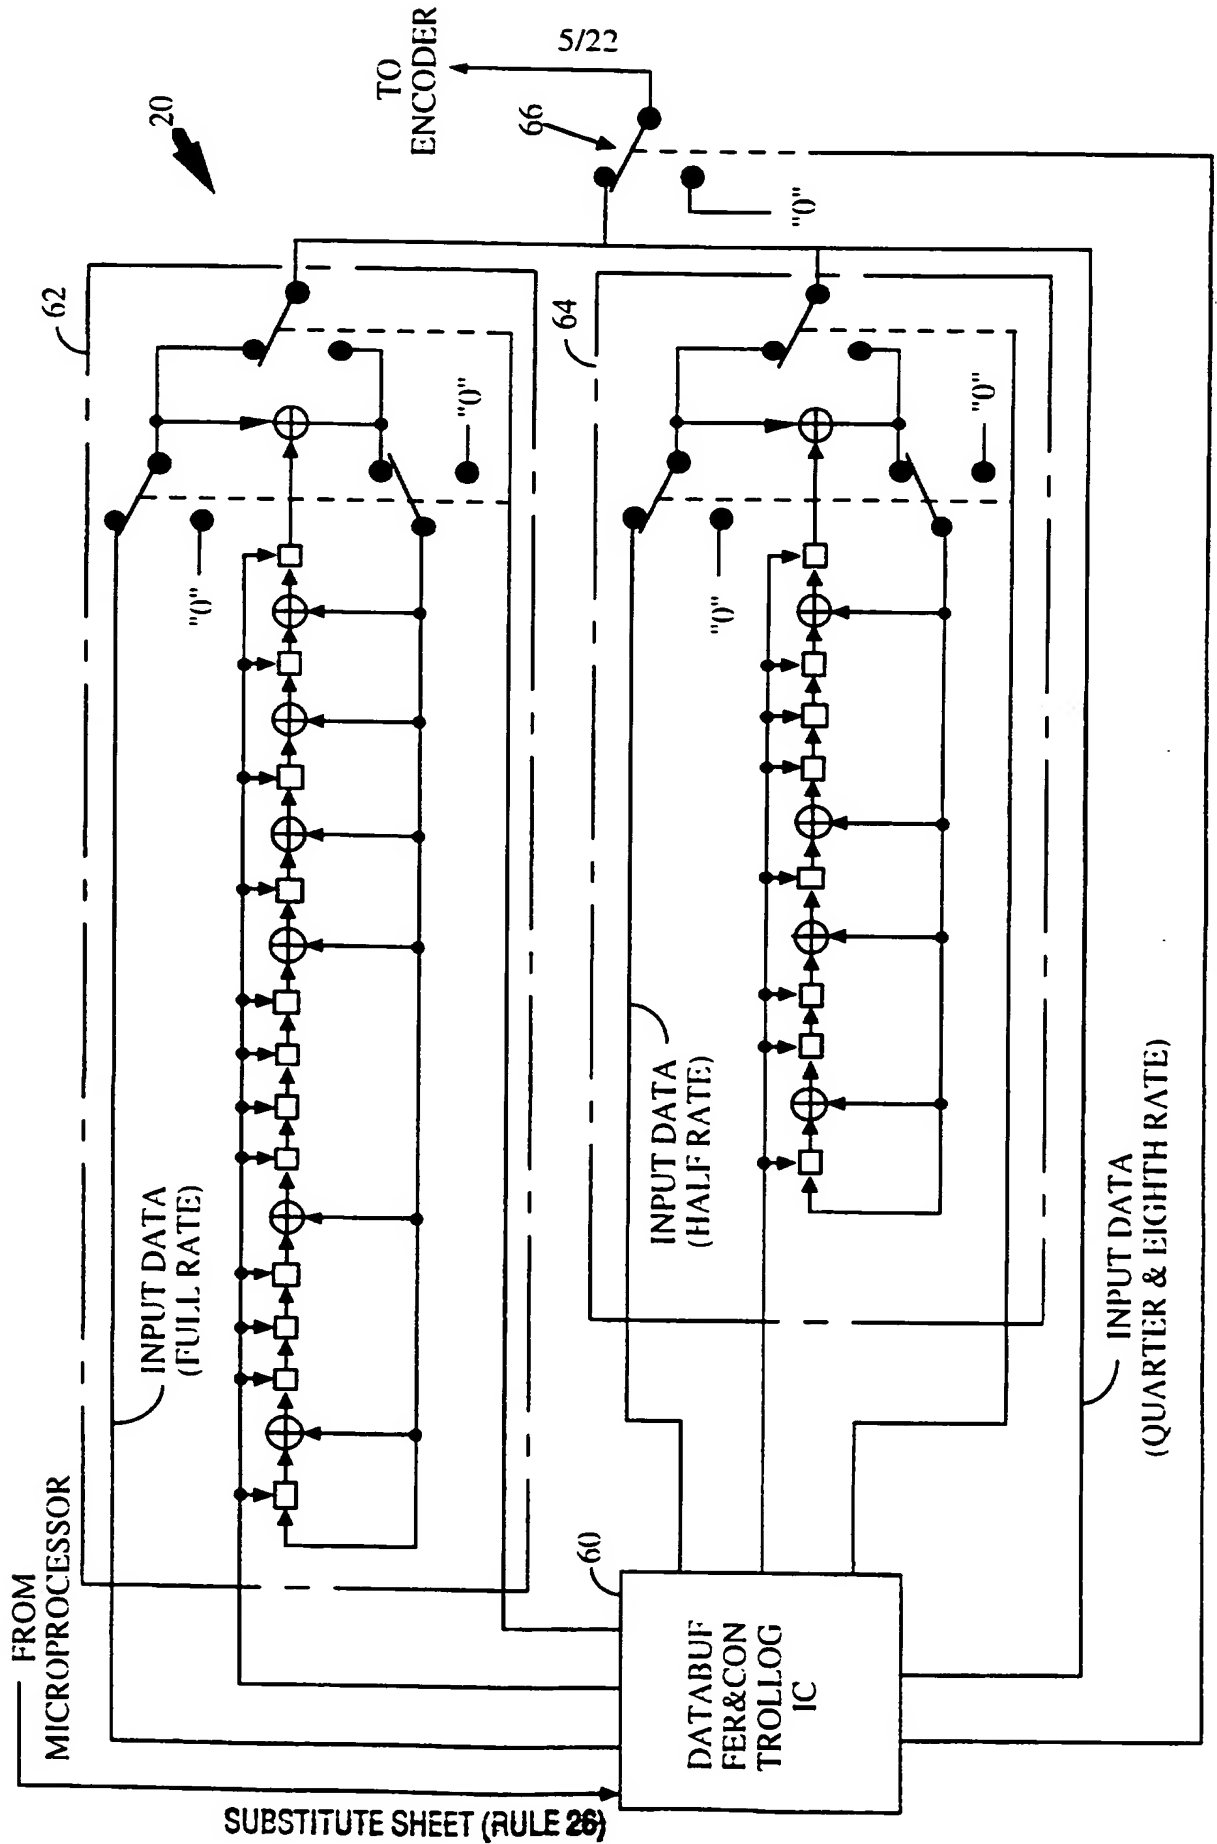 20
TO
ENCODER
5/22
66
"0"
62
"0"
"0"
64
"0"
"0"
INPUT DATA
(FULL RATE)
INPUT DATA
(HALF RATE)
INPUT DATA
(QUARTER & EIGHTH RATE)
FROM
MICROPROCESSOR
60
DATABUF
FER&CON
TROLLOG
IC
SUBSTITUTE SHEET (RULE 26)